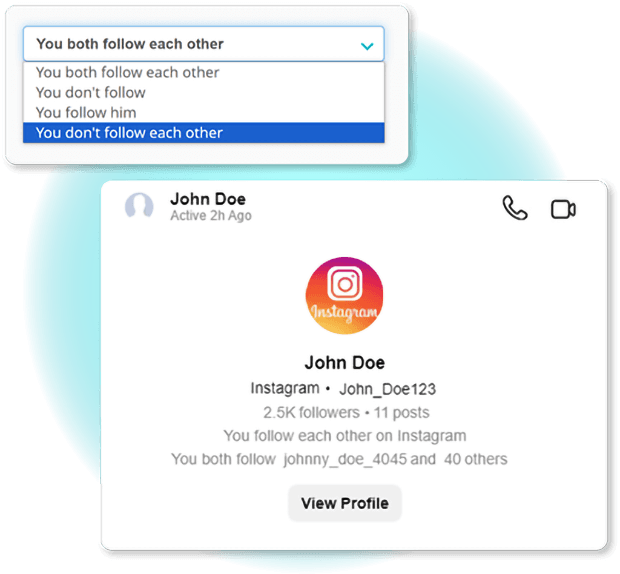 You both follow each other
You both follow each other
You don't follow
You follow him
You don't follow each other
John Doe
Active 2h Ago
Instagram
John Doe
Instagram • John_Doe123
2.5K followers • 11 posts
You follow each other on Instagram
You both follow johnny_doe_4045 and 40 others
View Profile